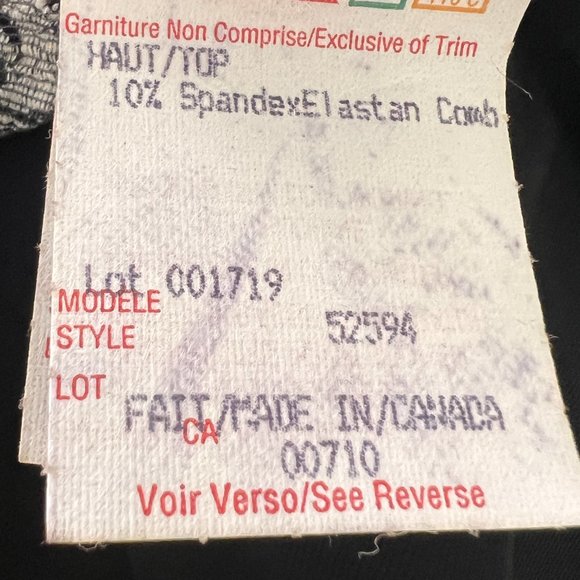 Garniture Non Comprise/Exclusive of Trim
HAUT/TOP
10% SpandexElastan Comb
Lot 001719
MODELE
STYLE 52594
LOT
FAIT/MADE IN/CANADA
CA
00710
Voir Verso/See Reverse